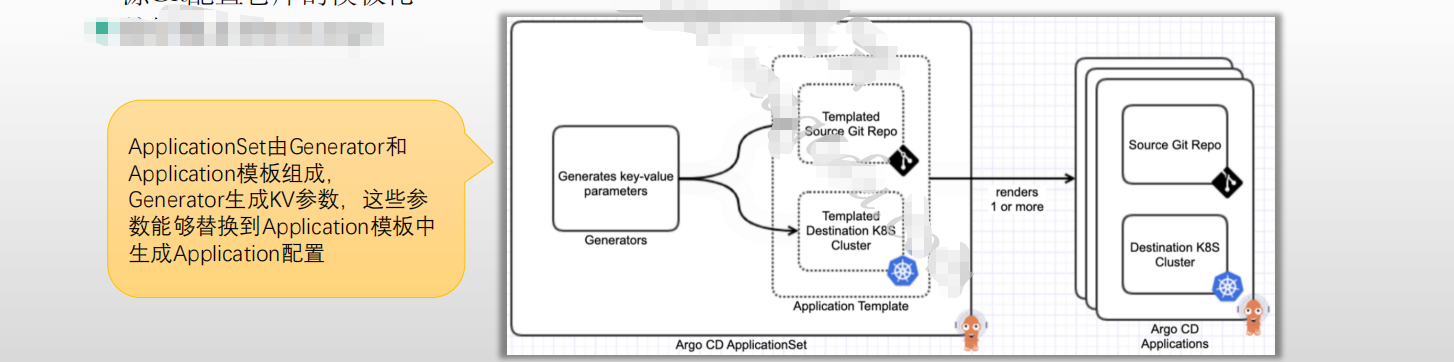 ApplicationSet由Generator和
Application模板组成,
Generator生成KV参数，这些参
数能够替换到Application模板中
生成Application配置
Generates key-value
parameters
Generators
Templated
Source Git Repo
Templated
Destination K8S
Cluster
Application Template
Argo CD ApplicationSet
renders
1 or more
Source Git Repo
Destination K8S
Cluster
Argo CD
Applications